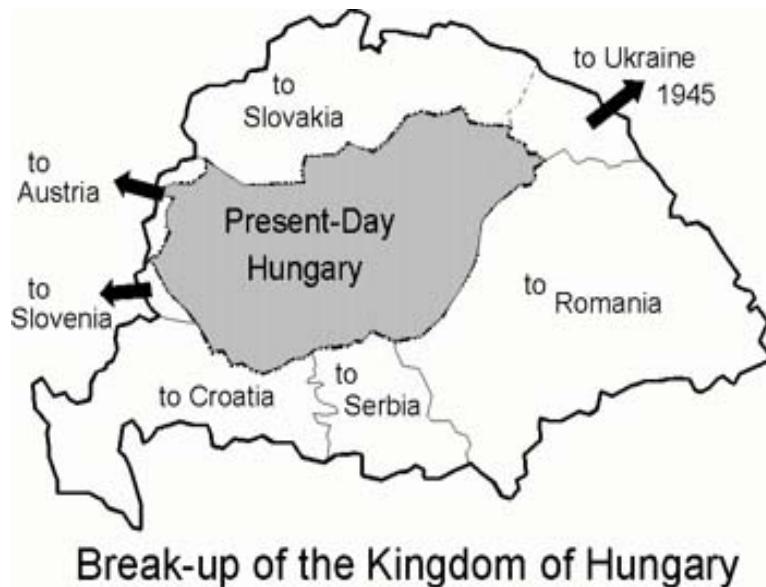 to Ukraine
1945
to
Slovakia
to
Austria
Present-Day
Hungary
to
Slovenia
to
Romania
to Croatia
to
Serbia
Break-up of the Kingdom of Hungary